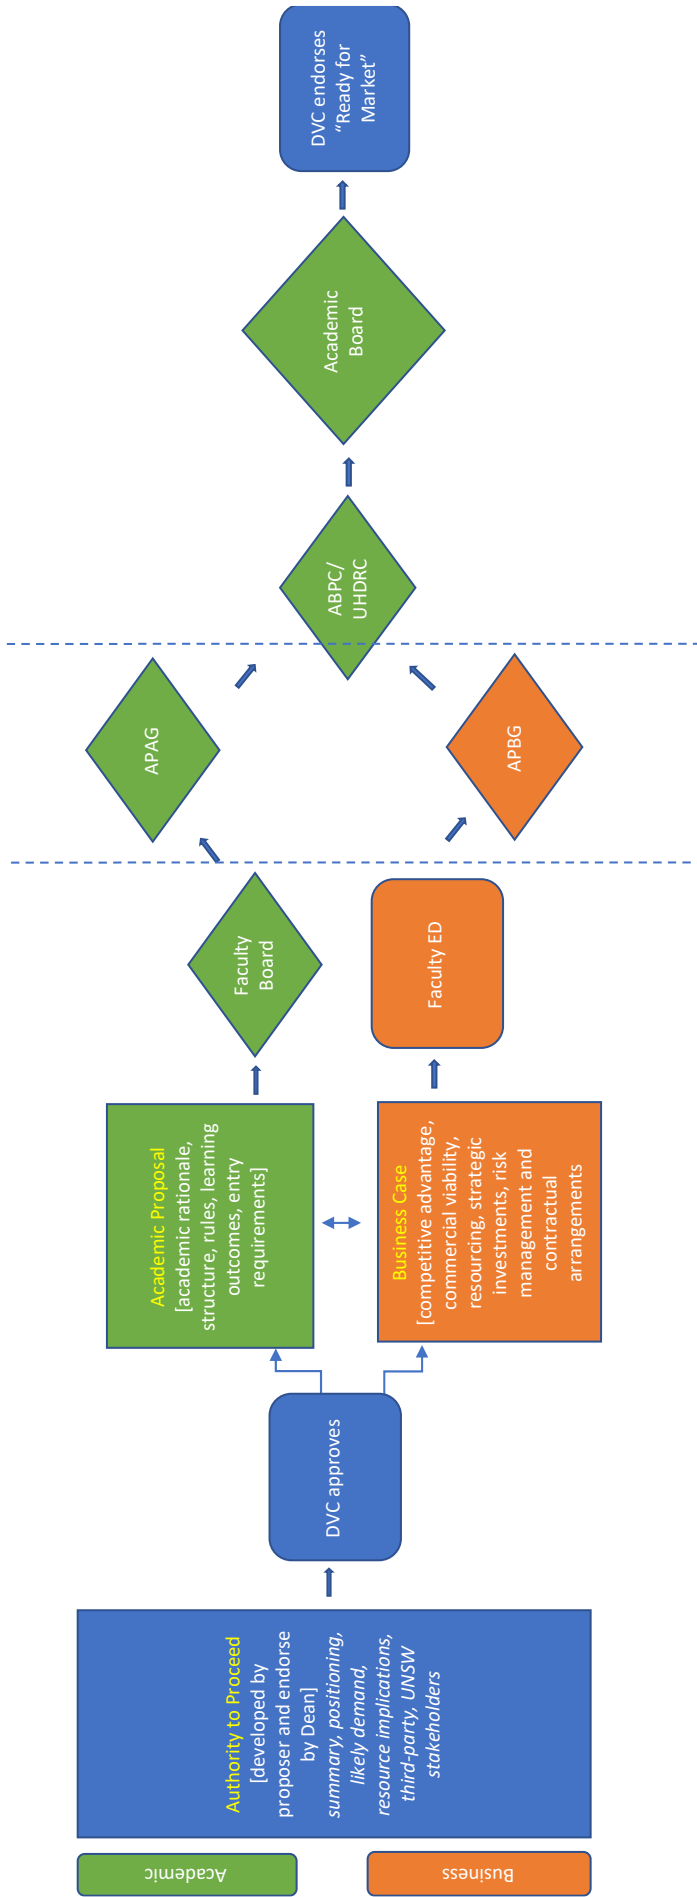 Academic
Business
Authority to Proceed
[developed by
proposer and endorse
by Dean]
summary, positioning,
likely demand,
resource implications,
third-party, UNSW
stakeholders
DVC approves
Academic Proposal
[academic rationale,
structure, rules, learning
outcomes, entry
requirements]
Business Case
[competitive advantage,
commercial viability,
resourcing, strategic
investments, risk
management and
contractual
arrangements
Faculty
Board
Faculty ED
APAG
APBG
ABPC/
UHDRC
Academic
Board
DVC endorses
“Ready for
Market”